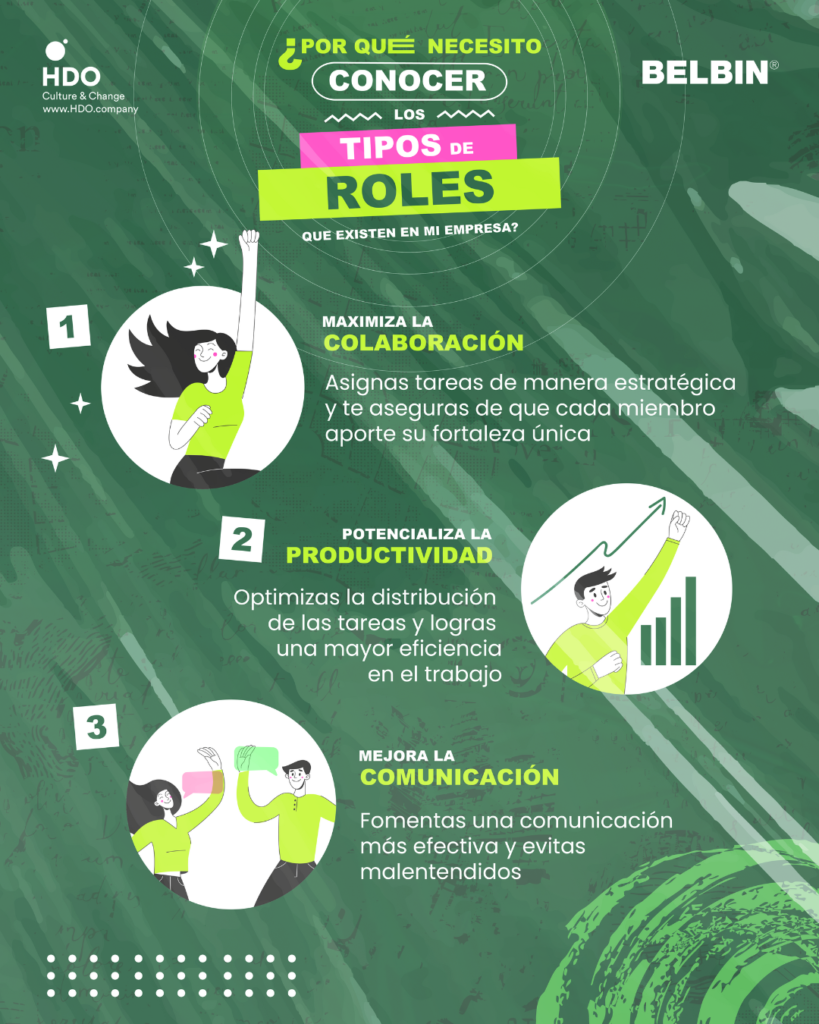 HDO
Culture & Change
www.HDO.company
¿POR QUÉ NECESITO
CONOCER
LOS
TIPOS DE
ROLES
QUE EXISTEN EN MI EMPRESA?
BELBIN®
1
MAXIMIZA LA
COLABORACIÓN
Asignas tareas de manera estratégica
y te aseguras de que cada miembro
aporte su fortaleza única
2
POTENCIALIZA LA
PRODUCTIVIDAD
Optimizas la distribución
de las tareas y logras
una mayor eficiencia
en el trabajo
3
MEJORA LA
COMUNICACIÓN
Fomentas una comunicación
más efectiva y evitas
malentendidos